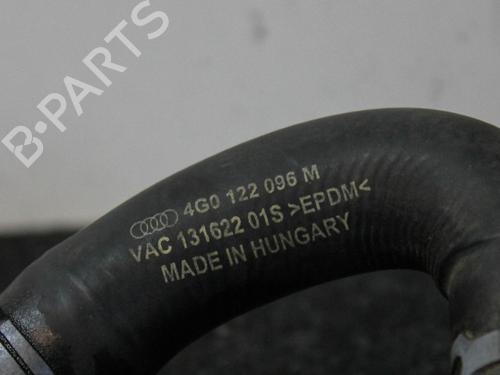 B-PARTS
4G0 122 096 M
VAC 131622 01S >EPDM<
MADE IN HUNGARY